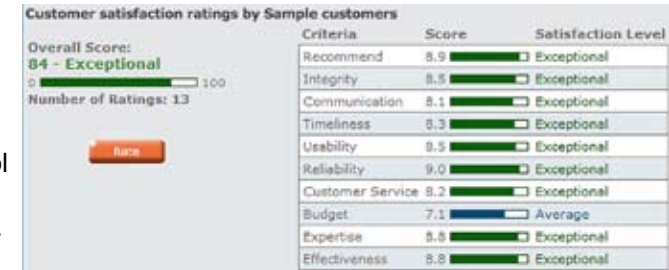 Customer satisfaction ratings by Sample customers
Overall Score:
84 - Exceptional
0 100
Number of Ratings: 13
Rate
ol
Criteria Score Satisfaction Level
Recommend 8.9 Exceptional
Integrity 8.5 Exceptional
Communication 8.1 Exceptional
Timeliness 8.3 Exceptional
Usability 8.5 Exceptional
Reliability 9.0 Exceptional
Customer Service 8.2 Exceptional
Budget 7.1 Average
Expertise 8.8 Exceptional
Effectiveness 8.8 Exceptional